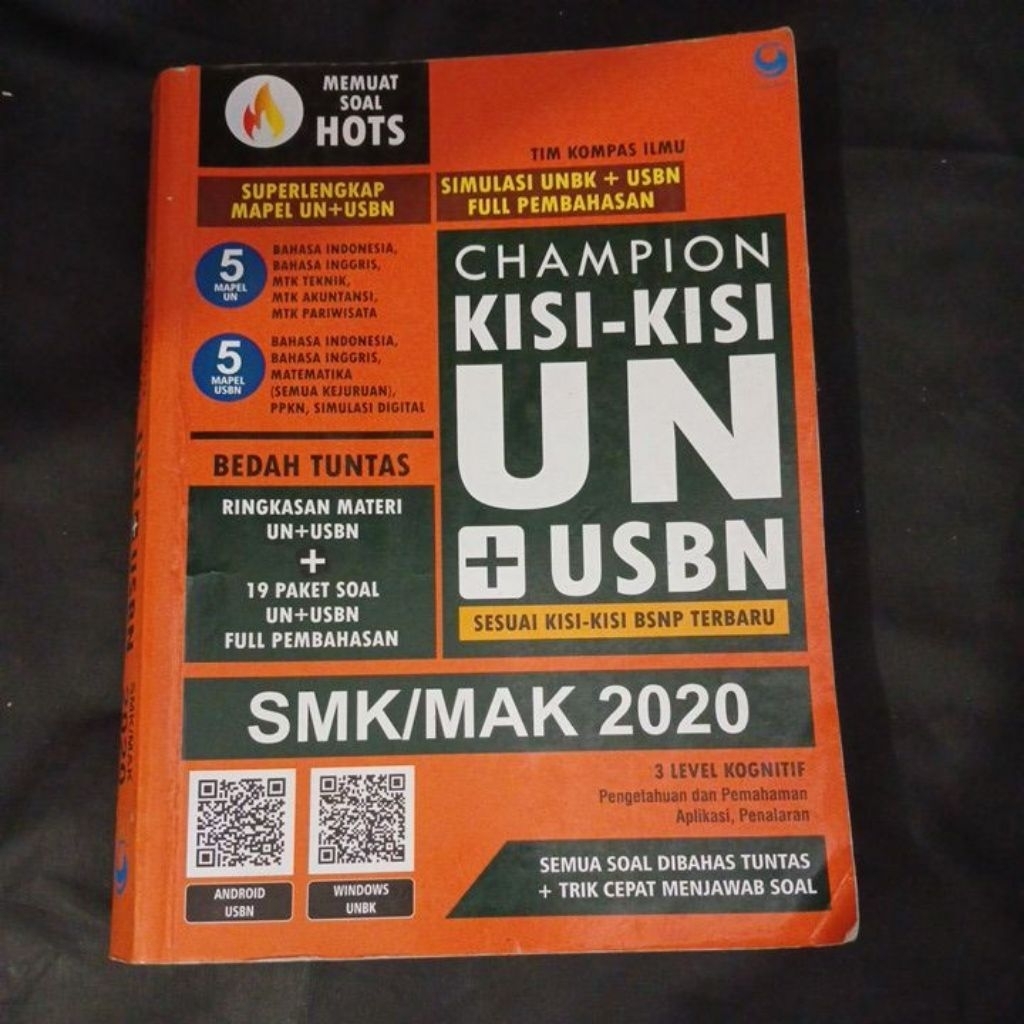 MEMUAT
SOAL
HOTS
TIM KOMPAS ILMU
SUPERLENGKAP
MAPEL UN+USBN
SIMULASI UNBK + USBN
FULL PEMBAHASAN
5
MAPEL
UN
BAHASA INDONESIA,
BAHASA INGGRIS,
MTK TEKNIK,
MTK AKUNTANSI,
MTK PARIWISATA
5
MAPEL
USBN
BAHASA INDONESIA,
BAHASA INGGRIS,
MATEMATIKA
(SEMUA KEJURUAN),
PPKN, SIMULASI DIGITAL
CHAMPION
KISI-KISI
UN
+ USBN
SESUAI KISI-KISI BSNP TERBARU
BEDAH TUNTAS
RINGKASAN MATERI
UN+USBN
+
19 PAKET SOAL
UN+USBN
FULL PEMBAHASAN
SMK/MAK 2020
3 LEVEL KOGNITIF
Pengetahuan dan Pemahaman
Aplikasi, Penalaran
ANDROID
USBN
WINDOWS
UNBK
SEMUA SOAL DIBAHAS TUNTAS
+ TRIK CEPAT MENJAWAB SOAL
SMK/MAK
2020